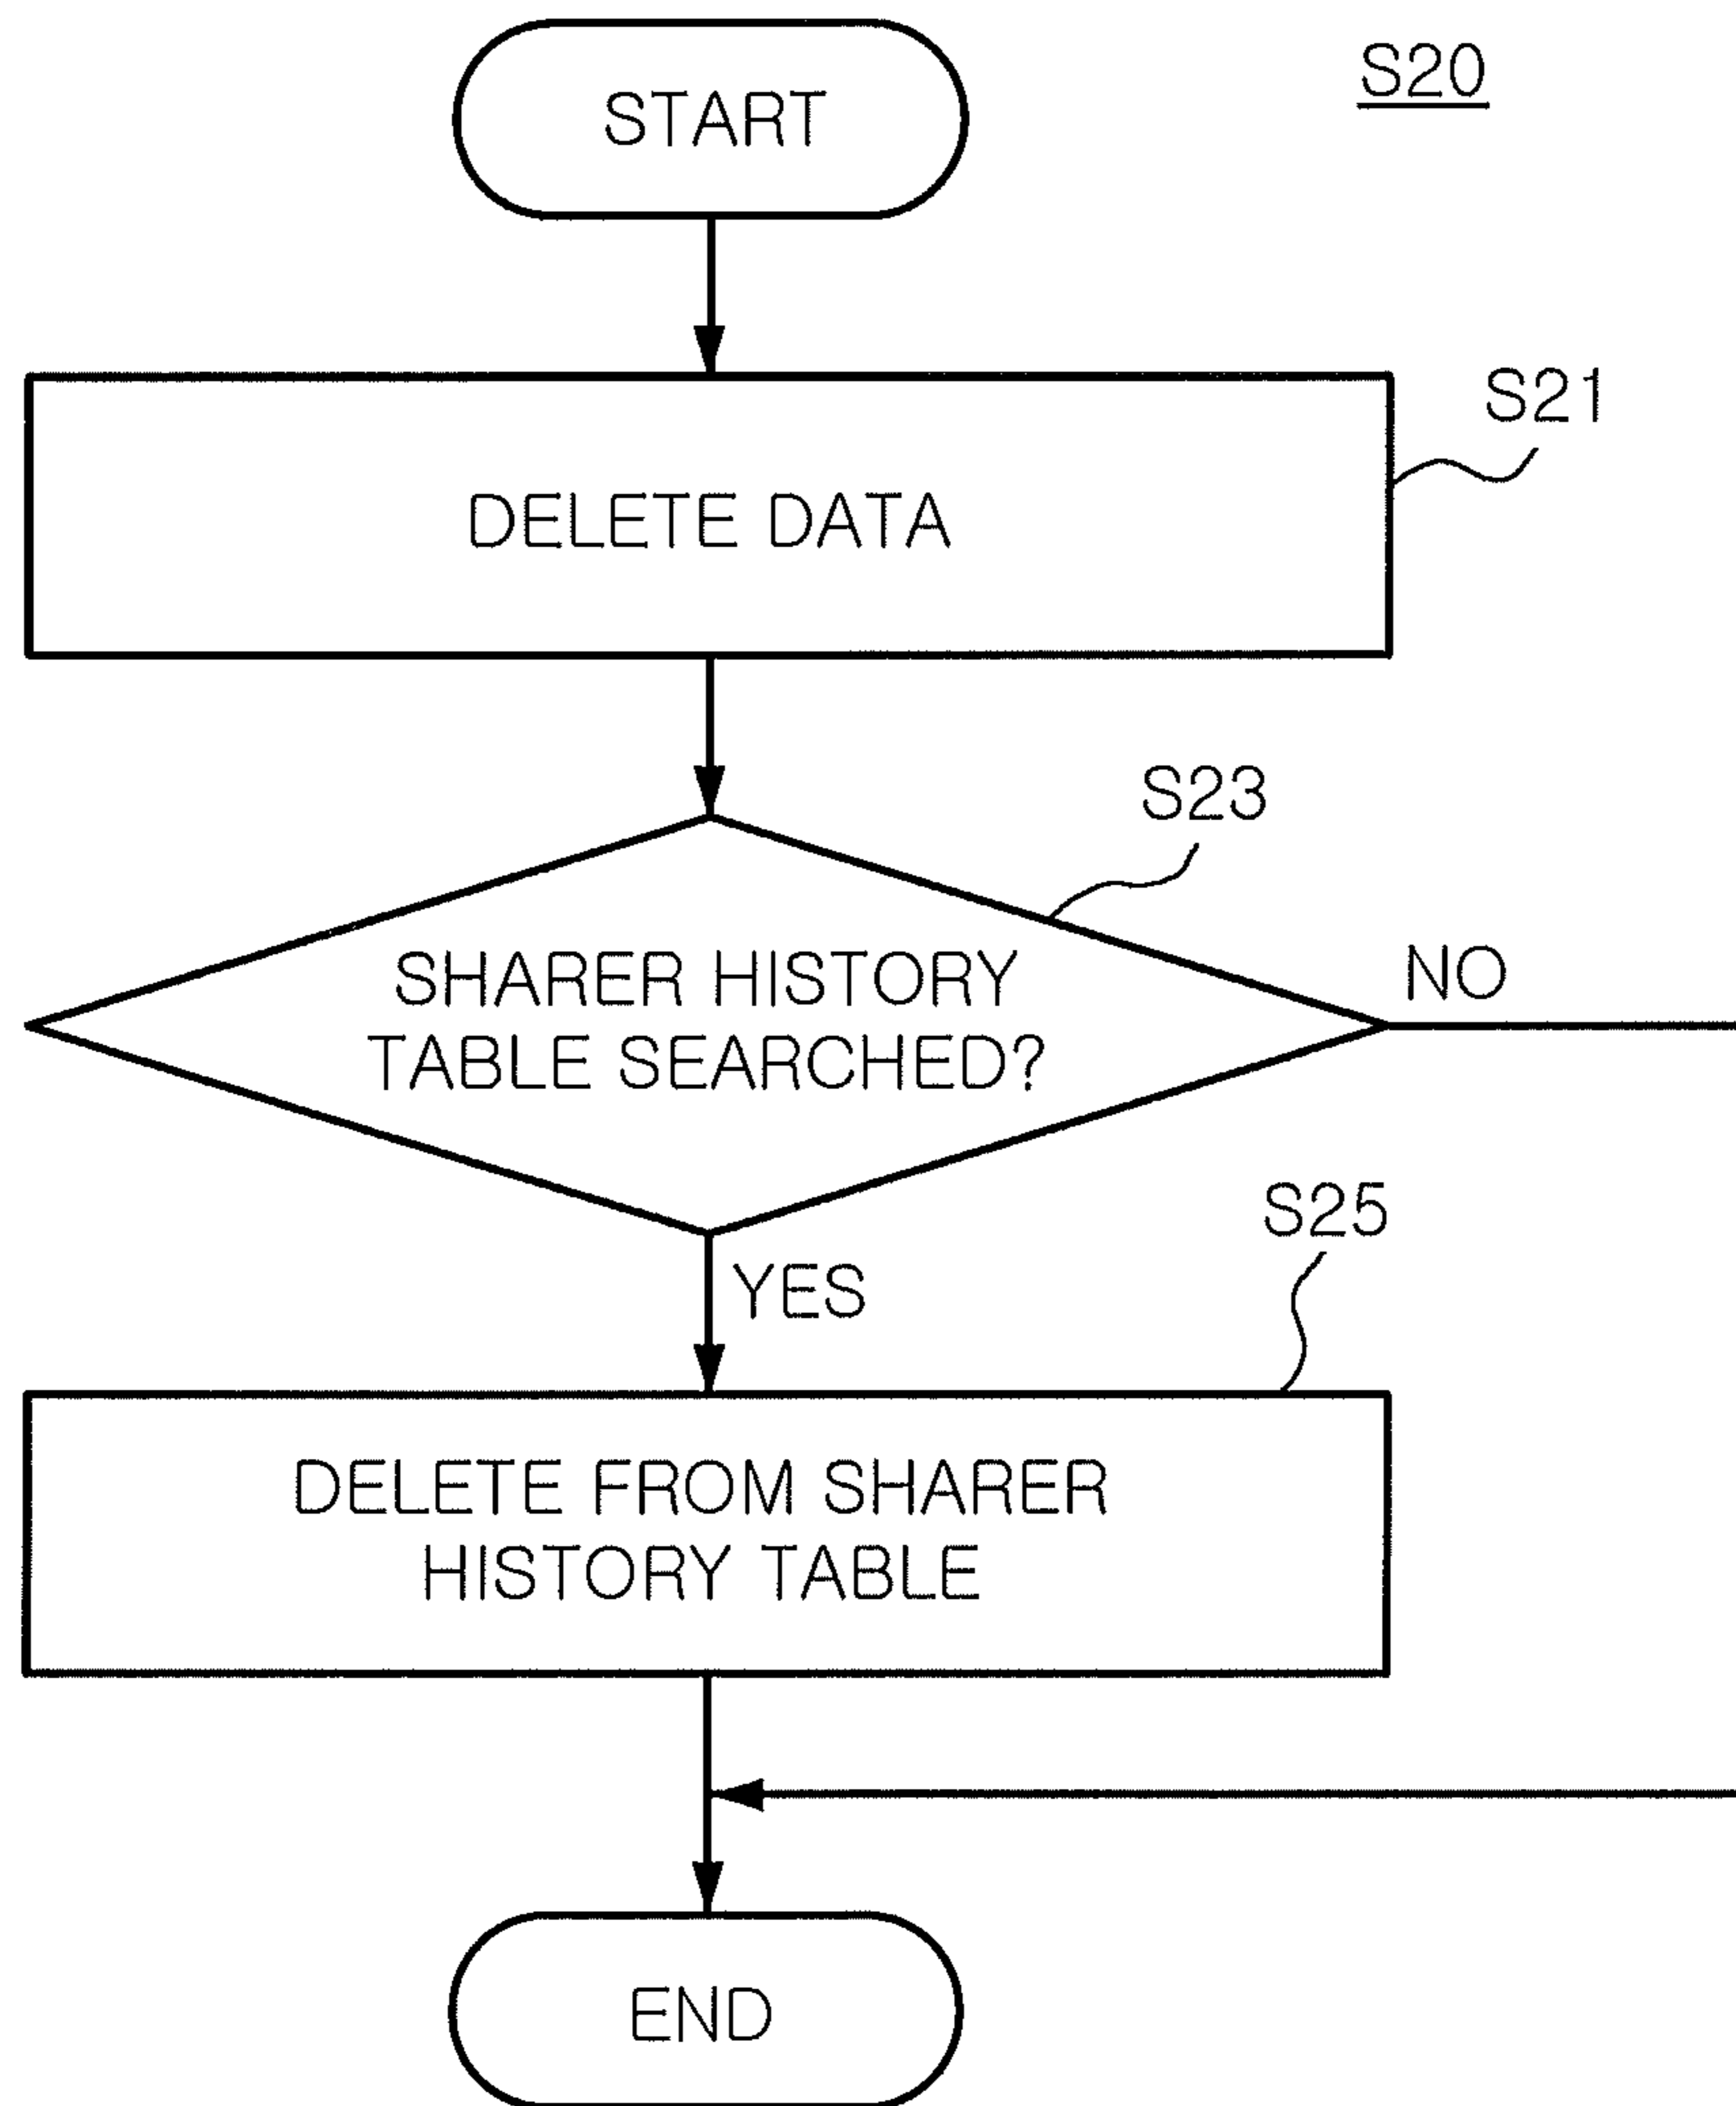 START
S20
S21
DELETE DATA
S23
SHARER HISTORY
TABLE SEARCHED?
NO
YES
S25
DELETE FROM SHARER
HISTORY TABLE
END